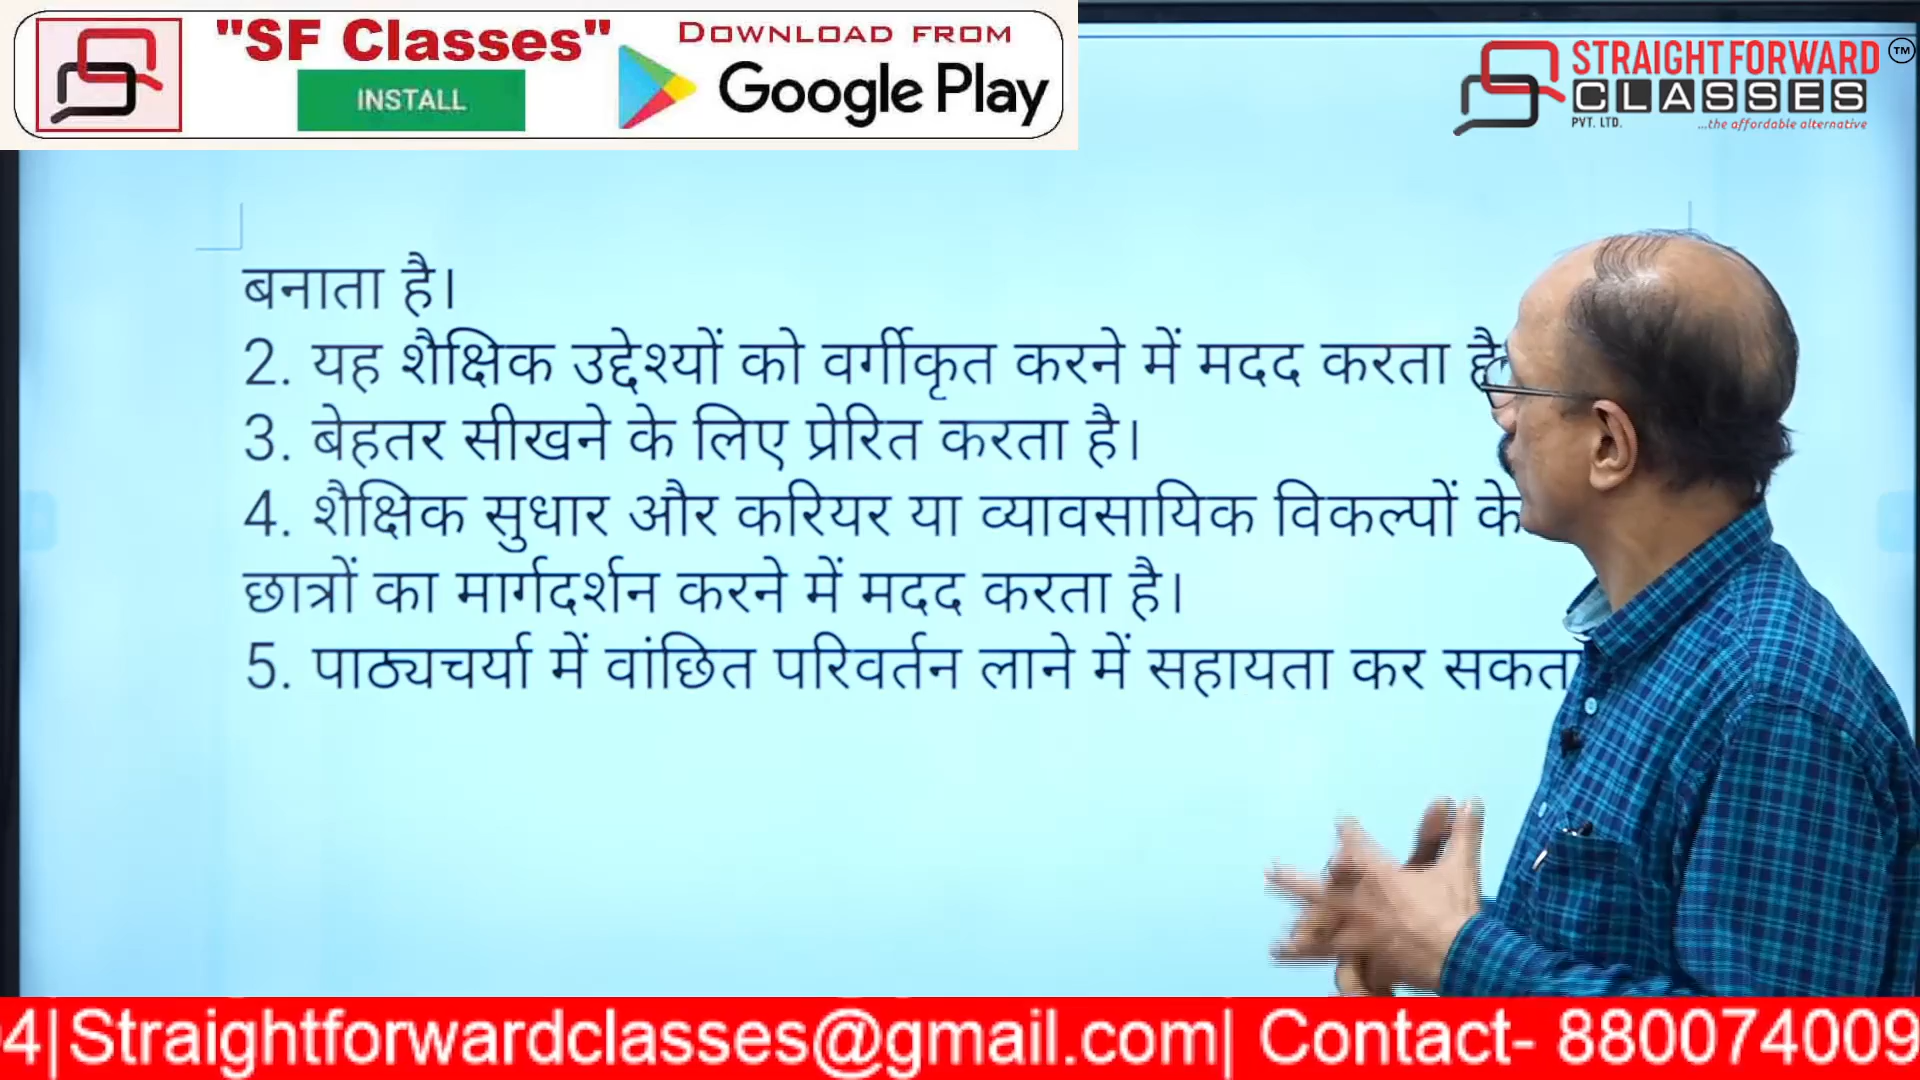 "SF Classes"
INSTALL
DOWNLOAD FROM
Google Play
STRAIGHTFORWARD TM
CLASSES
PVT. LTD. ...the affordable alternative
बनाता है।
2. यह शैक्षिक उद्देश्यों को वर्गीकृत करने में मदद करता है
3. बेहतर सीखने के लिए प्रेरित करता है।
4. शैक्षिक सुधार और करियर या व्यावसायिक विकल्पों के
छात्रों का मार्गदर्शन करने में मदद करता है।
5. पाठ्यचर्या में वांछित परिवर्तन लाने में सहायता कर सकता
4|Straightforwardclasses@gmail.com| Contact- 880074009